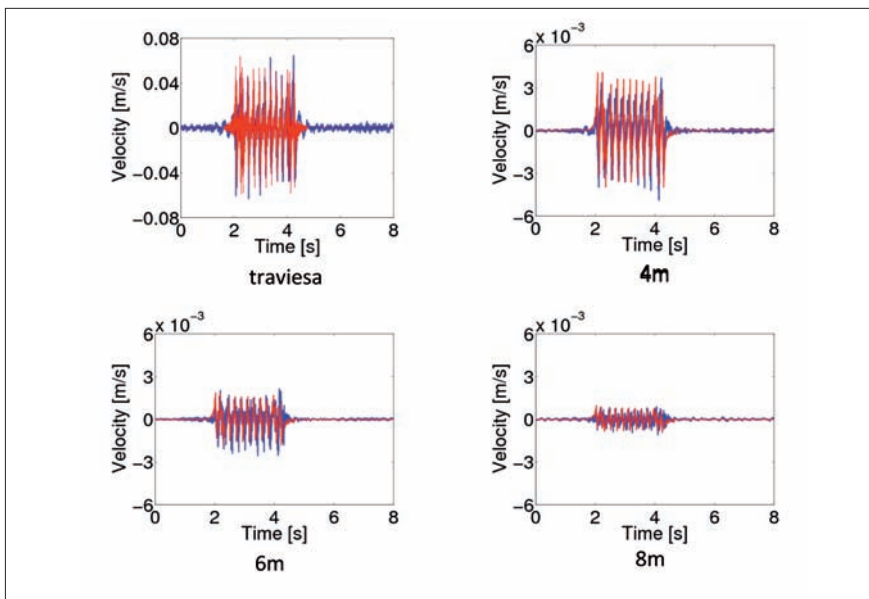 0.08
0.04
0
−0.04
−0.08
Velocity [m/s]
0 2 4 6 8
Time [s]
traviesa
6 x 10⁻³
3
0
−3
−6
Velocity [m/s]
0 2 4 6 8
Time [s]
4m
6 x 10⁻³
3
0
−3
−6
Velocity [m/s]
0 2 4 6 8
Time [s]
6m
6 x 10⁻³
3
0
−3
−6
Velocity [m/s]
0 2 4 6 8
Time [s]
8m